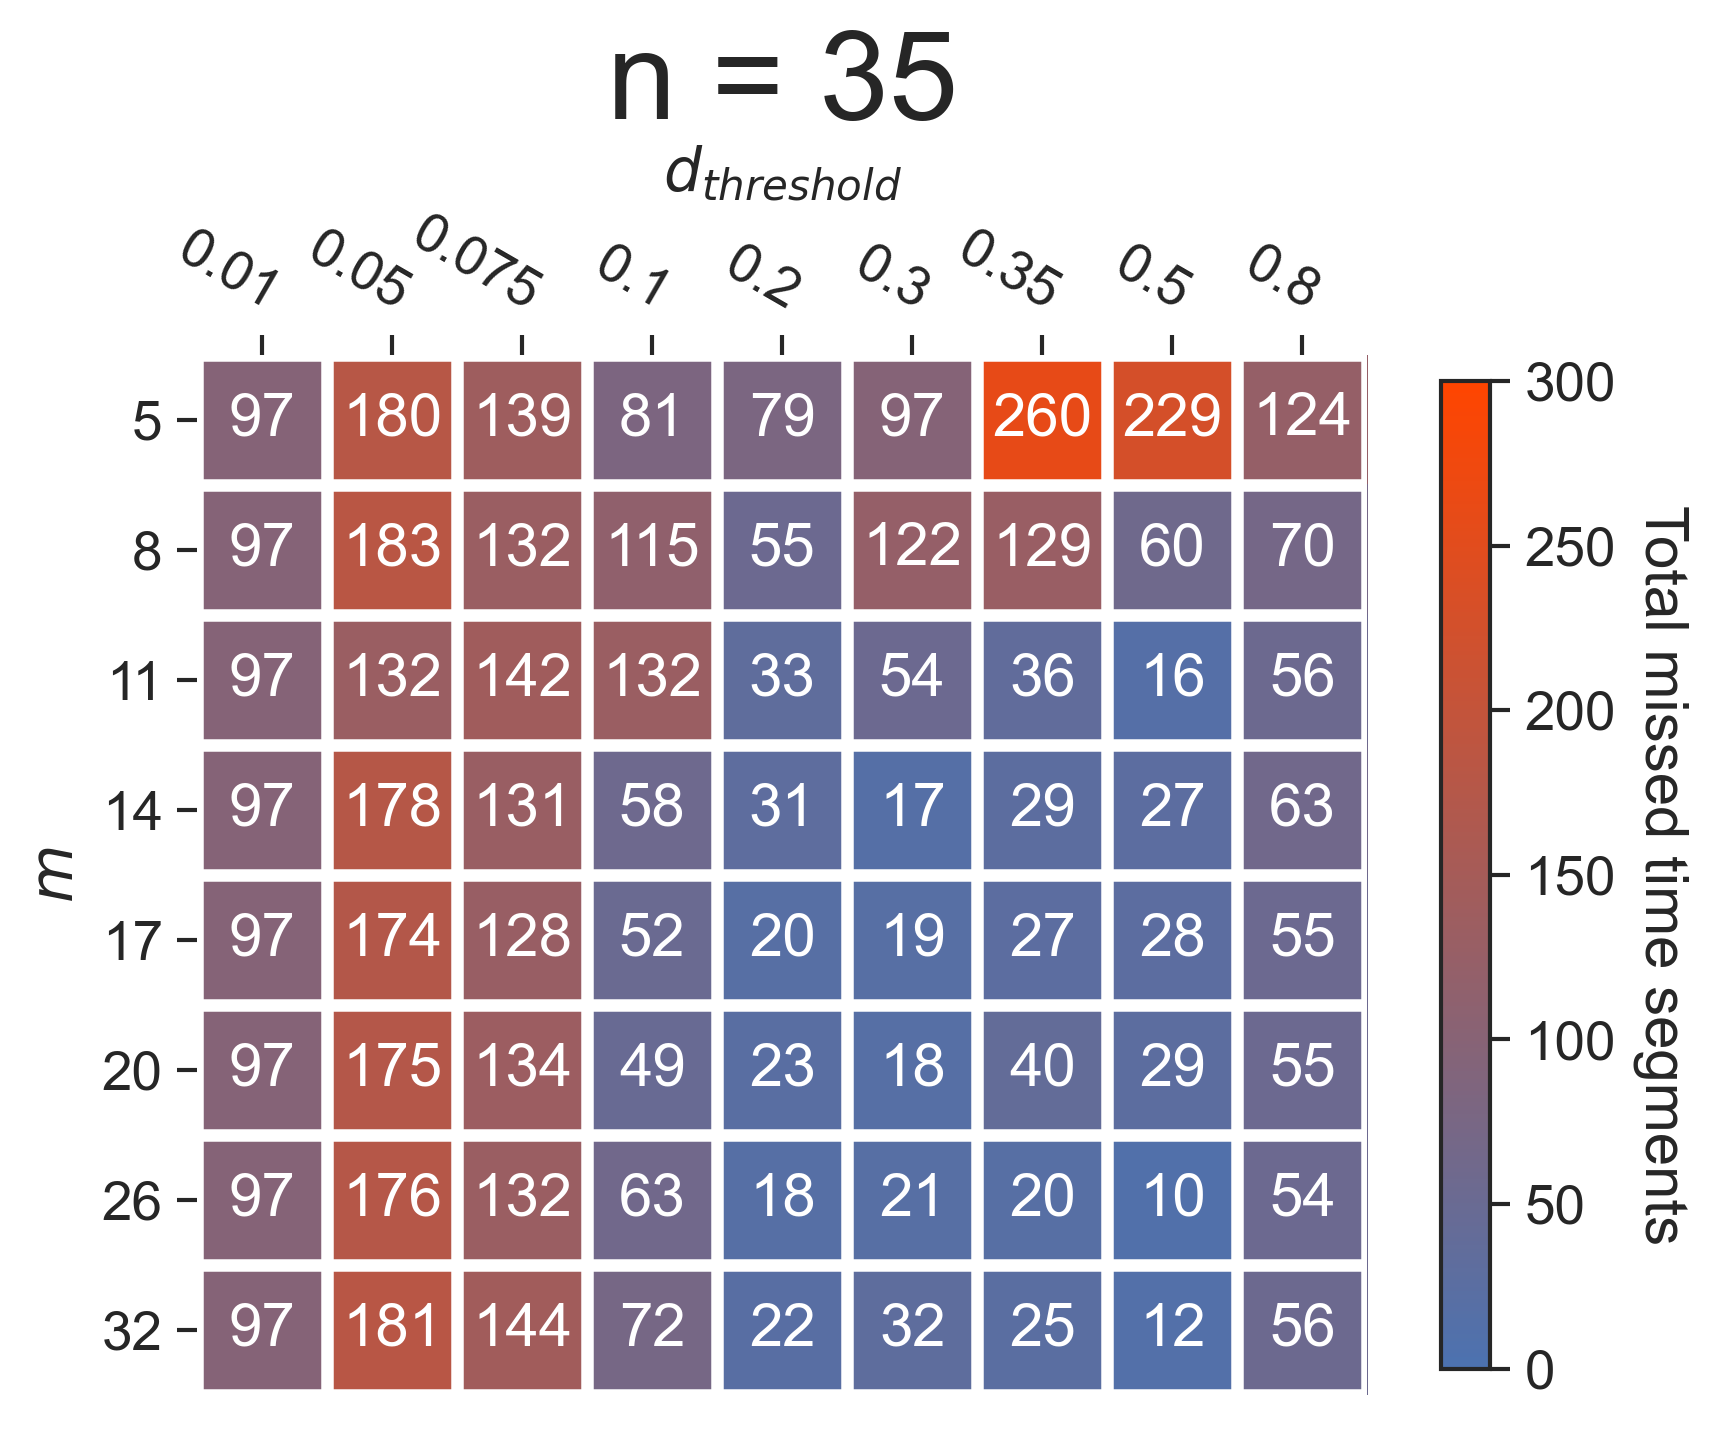 n = 35
d_threshold
0.01 0.05 0.075 0.1 0.2 0.3 0.35 0.5 0.8
5 97 180 139 81 79 97 260 229 124
8 97 183 132 115 55 122 129 60 70
11 97 132 142 132 33 54 36 16 56
14 97 178 131 58 31 17 29 27 63
17 97 174 128 52 20 19 27 28 55
20 97 175 134 49 23 18 40 29 55
26 97 176 132 63 18 21 20 10 54
32 97 181 144 72 22 32 25 12 56
m
300
250
200
150
100
50
0
Total missed time segments